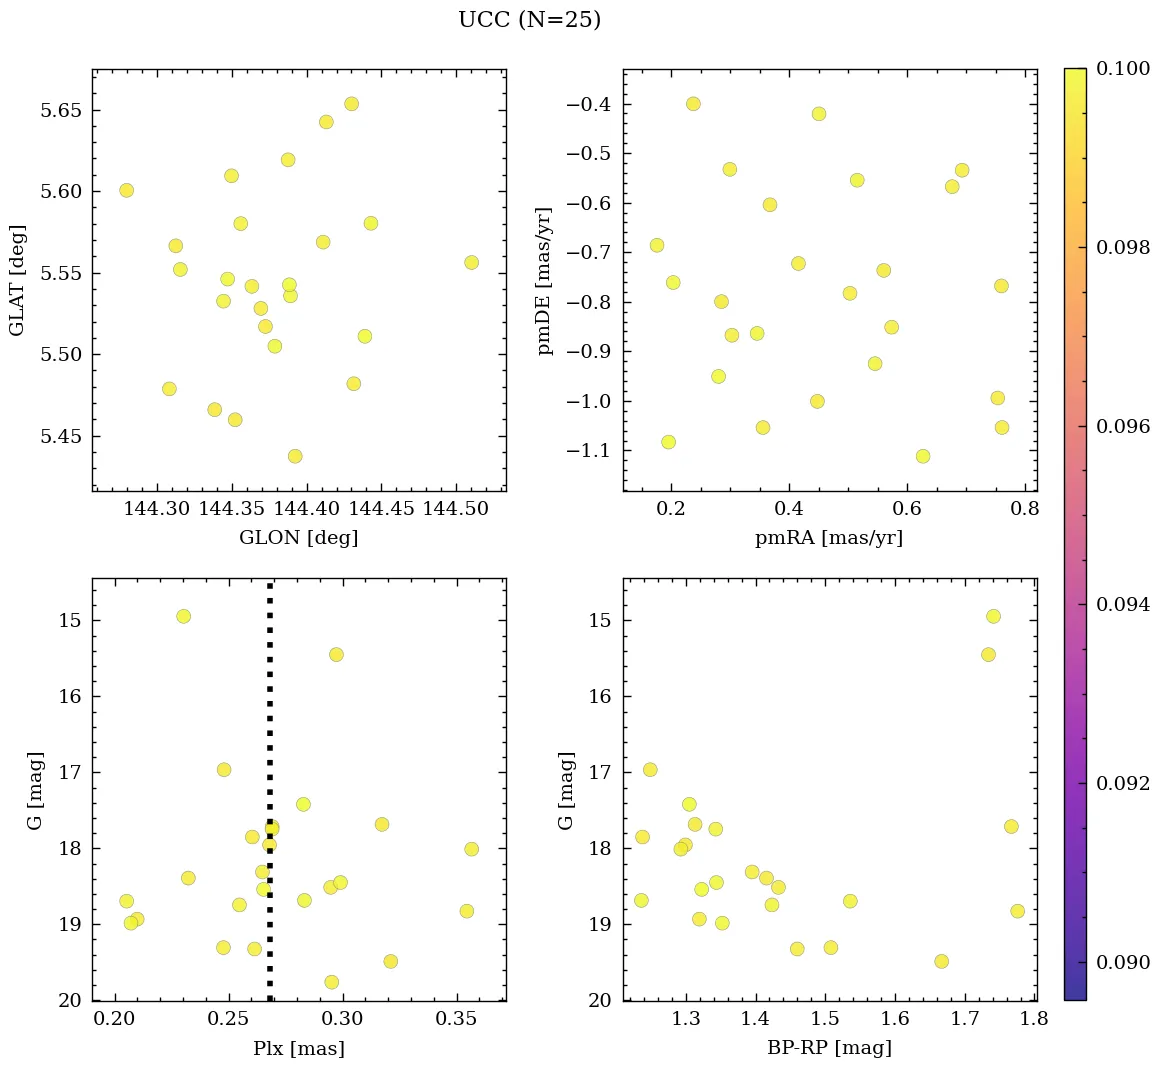 UCC (N=25)
5.65
5.60
5.55
5.50
5.45
GLAT [deg]
144.30 144.35 144.40 144.45 144.50
GLON [deg]
−0.4
−0.5
−0.6
−0.7
−0.8
−0.9
−1.0
−1.1
pmDE [mas/yr]
0.2 0.4 0.6 0.8
pmRA [mas/yr]
15
16
17
18
19
20
G [mag]
0.20 0.25 0.30 0.35
Plx [mas]
15
16
17
18
19
20
G [mag]
1.3 1.4 1.5 1.6 1.7 1.8
BP-RP [mag]
0.100
0.098
0.096
0.094
0.092
0.090